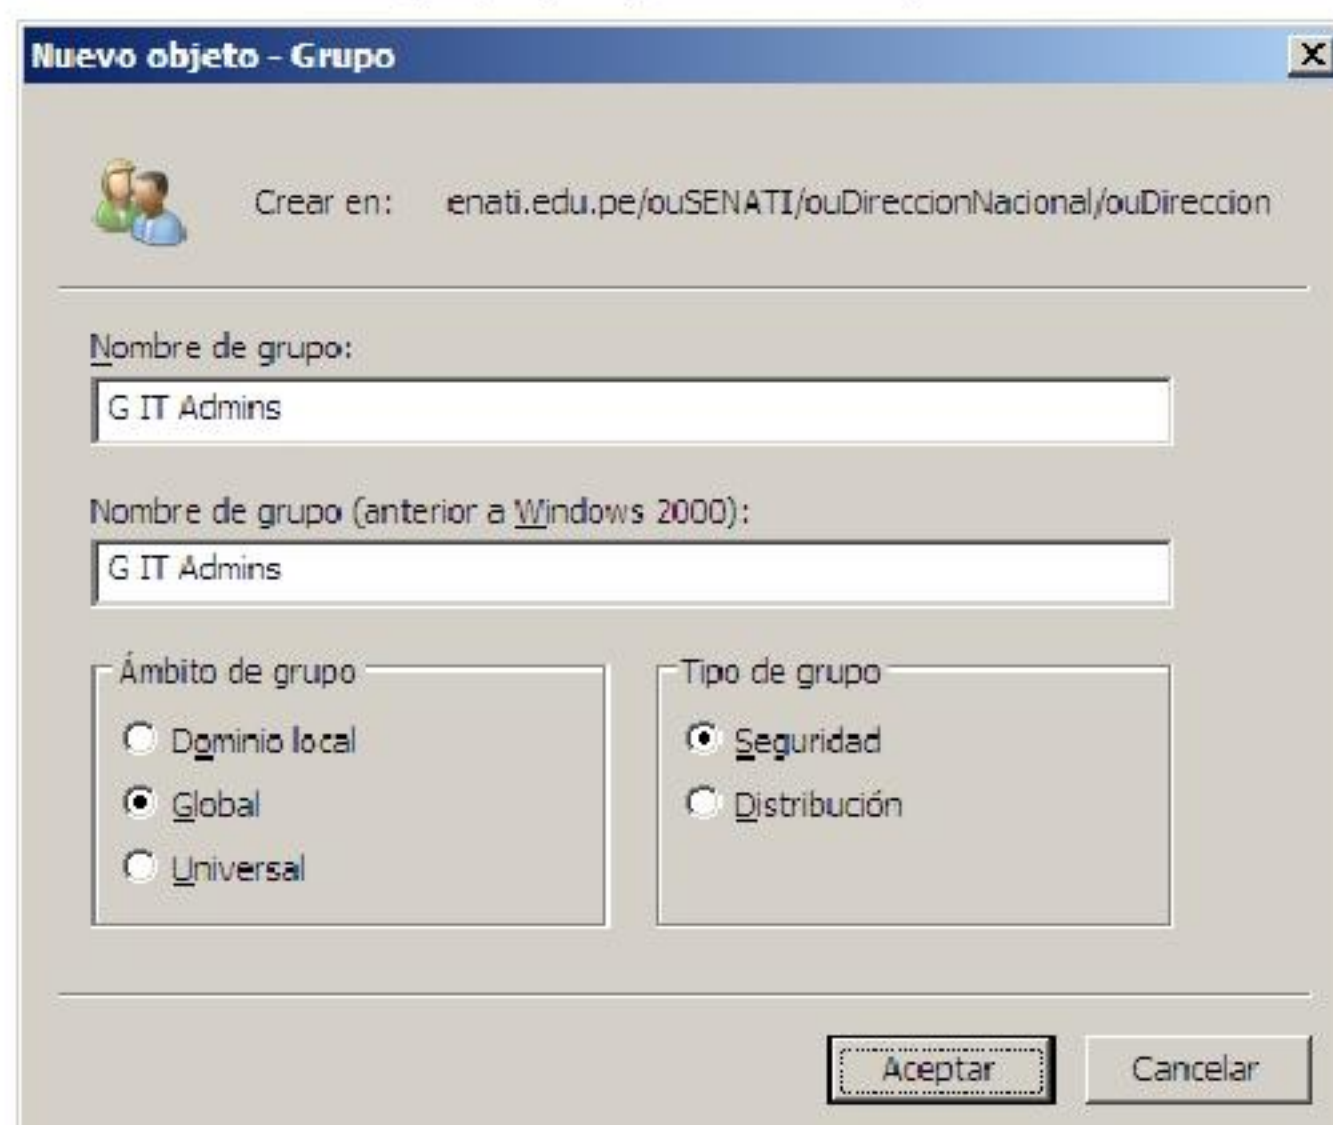 Nuevo objeto - Grupo
Crear en: enati.edu.pe/ouSENATI/ouDireccionNacional/ouDireccion
Nombre de grupo:
G IT Admins
Nombre de grupo (anterior a Windows 2000):
G IT Admins
Ámbito de grupo
Dominio local
Global
Universal
Tipo de grupo
Seguridad
Distribución
Aceptar
Cancelar